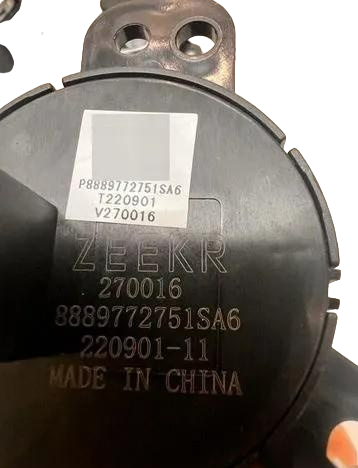 P8889772751SA6
T220901
V270016
ZEEKR
270016
8889772751SA6
220901-11
MADE IN CHINA